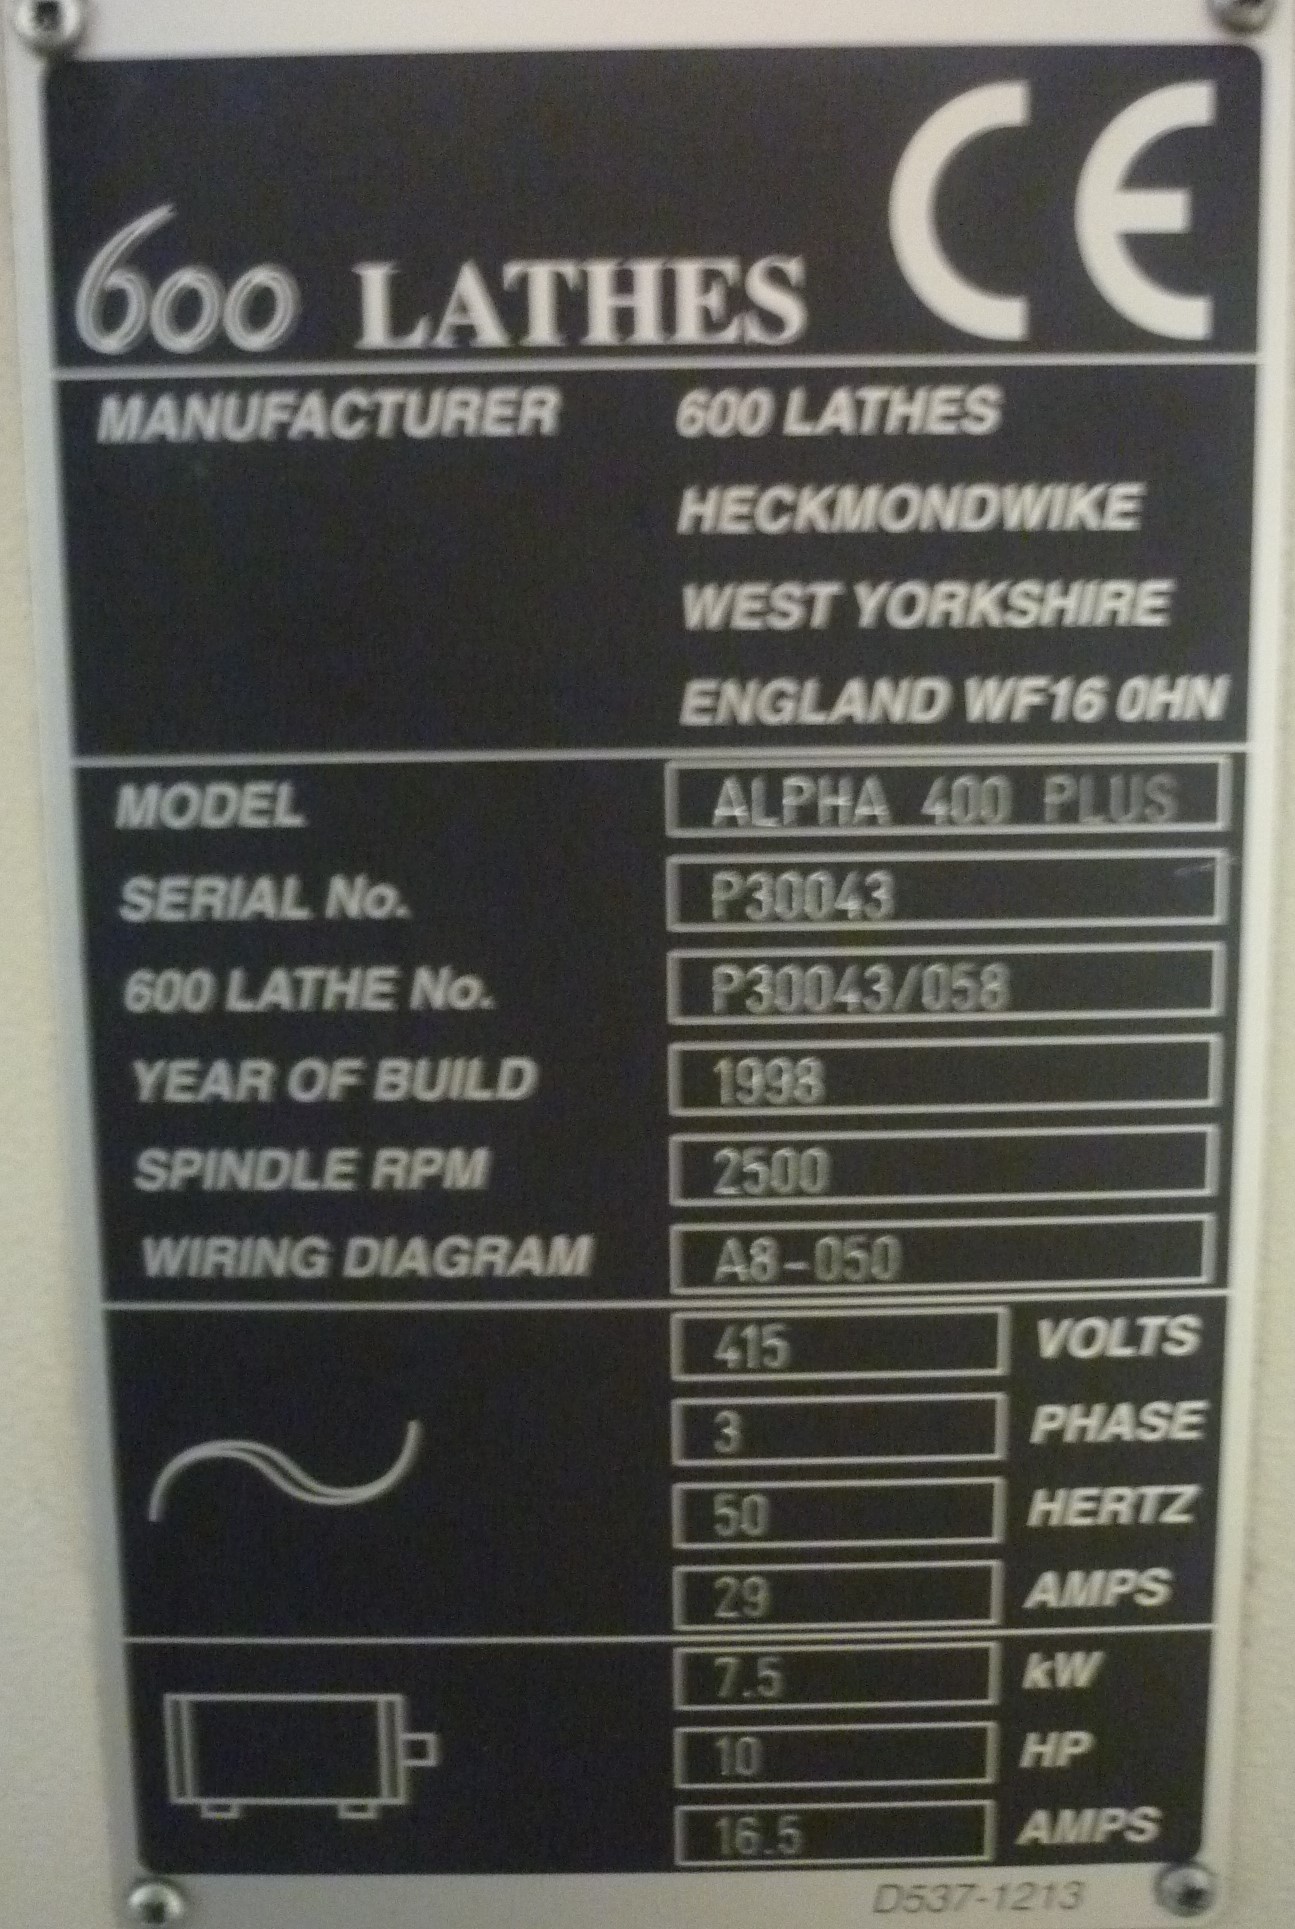 CE
600 LATHES
MANUFACTURER 600 LATHES
HECKMONDWIKE
WEST YORKSHIRE
ENGLAND WF16 0HN
MODEL ALPHA 400 PLUS
SERIAL No. P30043
600 LATHE No. P30043/058
YEAR OF BUILD 1998
SPINDLE RPM 2500
WIRING DIAGRAM A8-050
415 VOLTS
3 PHASE
50 HERTZ
29 AMPS
7.5 kW
10 HP
16.5 AMPS
D537-1213